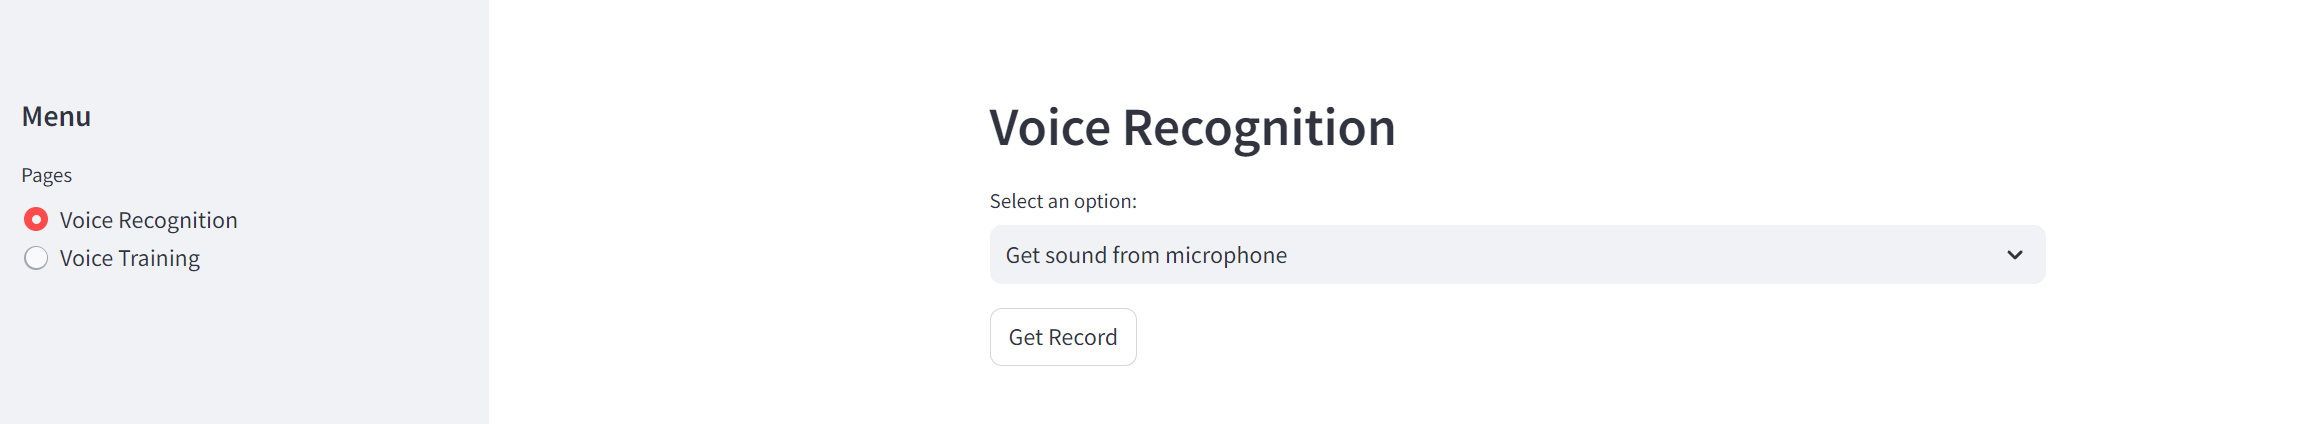 Menu
Pages
Voice Recognition
Voice Training
Voice Recognition
Select an option:
Get sound from microphone
Get Record